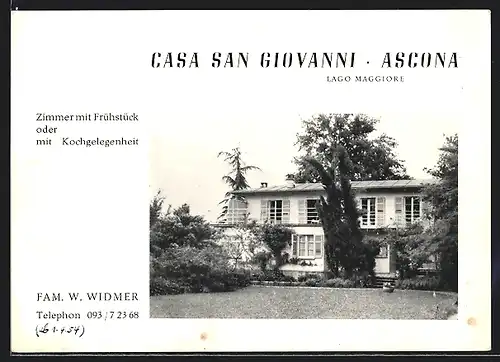 CASA SAN GIOVANNI · ASCONA
LAGO MAGGIORE
Zimmer mit Frühstück
oder
mit Kochgelegenheit
FAM. W. WIDMER
Telephon 093 / 7 23 68